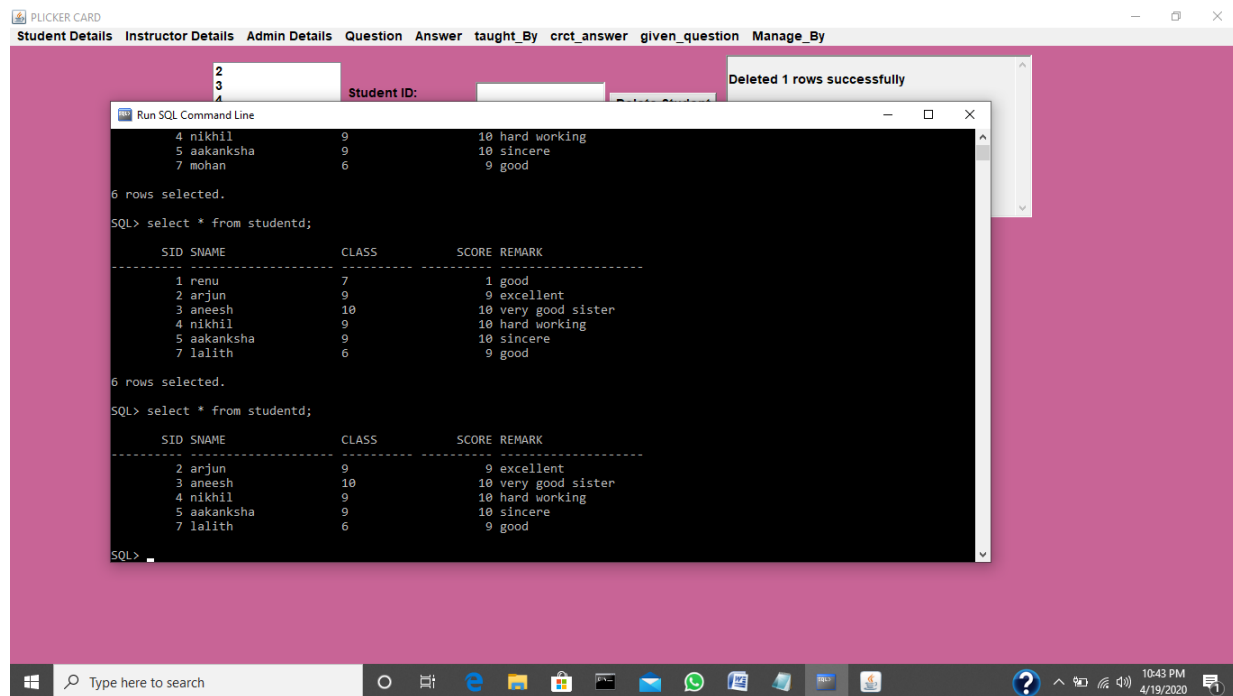 PLICKER CARD
Student Details Instructor Details Admin Details Question Answer taught_By crct_answer given_question Manage_By
2
3
4
Student ID:
Delete Student
Deleted 1 rows successfully
Run SQL Command Line
4 nikhil 9 10 hard working
5 aakanksha 9 10 sincere
7 mohan 6 9 good
6 rows selected.
SQL> select * from studentd;
SID SNAME CLASS SCORE REMARK
---------- -------------------- ---------- ---------- --------------------
1 renu 7 1 good
2 arjun 9 9 excellent
3 aneesh 10 10 very good sister
4 nikhil 9 10 hard working
5 aakanksha 9 10 sincere
7 lalith 6 9 good
6 rows selected.
SQL> select * from studentd;
SID SNAME CLASS SCORE REMARK
---------- -------------------- ---------- ---------- --------------------
2 arjun 9 9 excellent
3 aneesh 10 10 very good sister
4 nikhil 9 10 hard working
5 aakanksha 9 10 sincere
7 lalith 6 9 good
SQL>
Type here to search
10:43 PM
4/19/2020